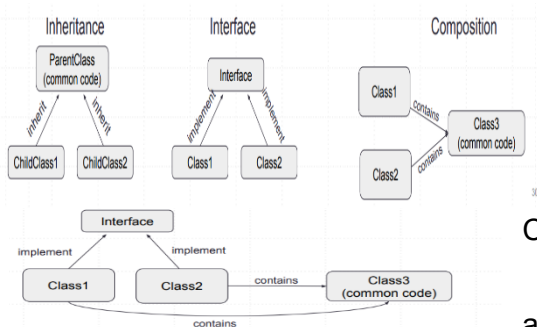 Inheritance
ParentClass
(common code)
inherit
inherit
ChildClass1
ChildClass2
Interface
Interface
implement
implement
Class1
Class2
Composition
Class1
contains
Class3
(common code)
contains
Class2
Interface
implement
implement
Class1
Class2
contains
Class3
(common code)
contains